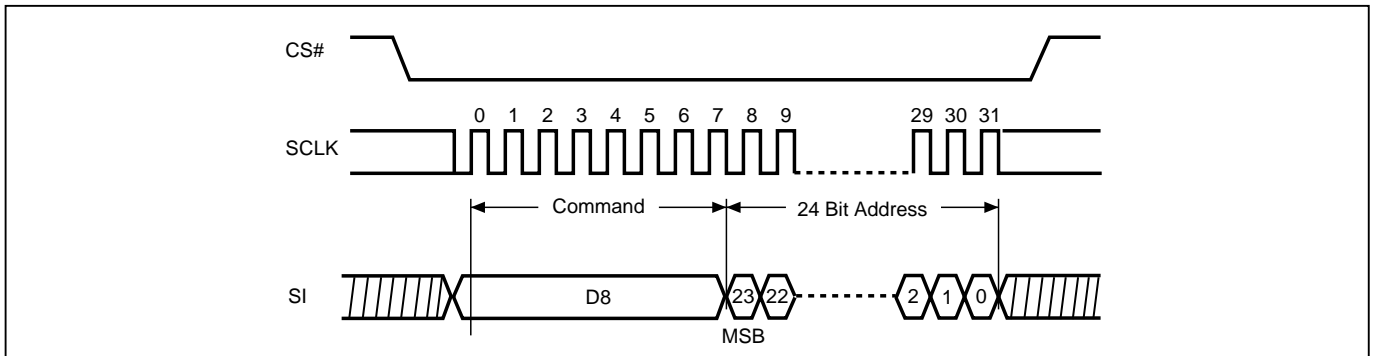 CS#
0 1 2 3 4 5 6 7 8 9 29 30 31
SCLK
Command 24 Bit Address
SI D8 23 22 2 1 0
MSB